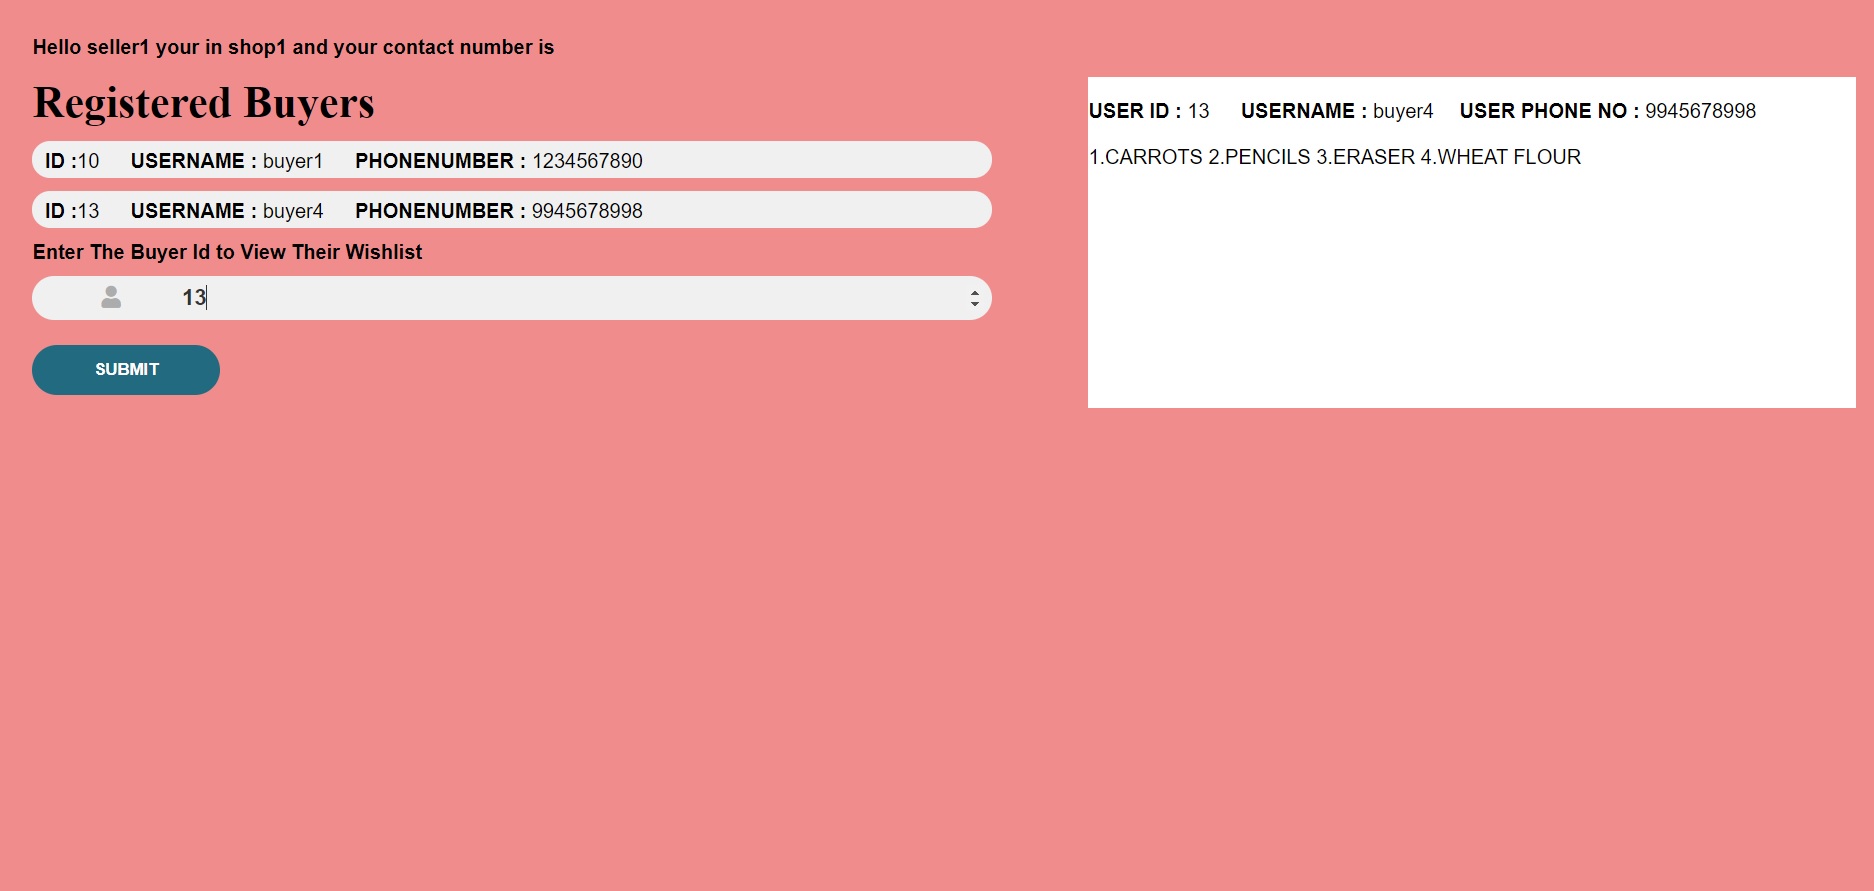 Hello seller1 your in shop1 and your contact number is
Registered Buyers
ID :10 USERNAME : buyer1 PHONENUMBER : 1234567890
ID :13 USERNAME : buyer4 PHONENUMBER : 9945678998
Enter The Buyer Id to View Their Wishlist
13
SUBMIT
USER ID : 13 USERNAME : buyer4 USER PHONE NO : 9945678998
1.CARROTS 2.PENCILS 3.ERASER 4.WHEAT FLOUR